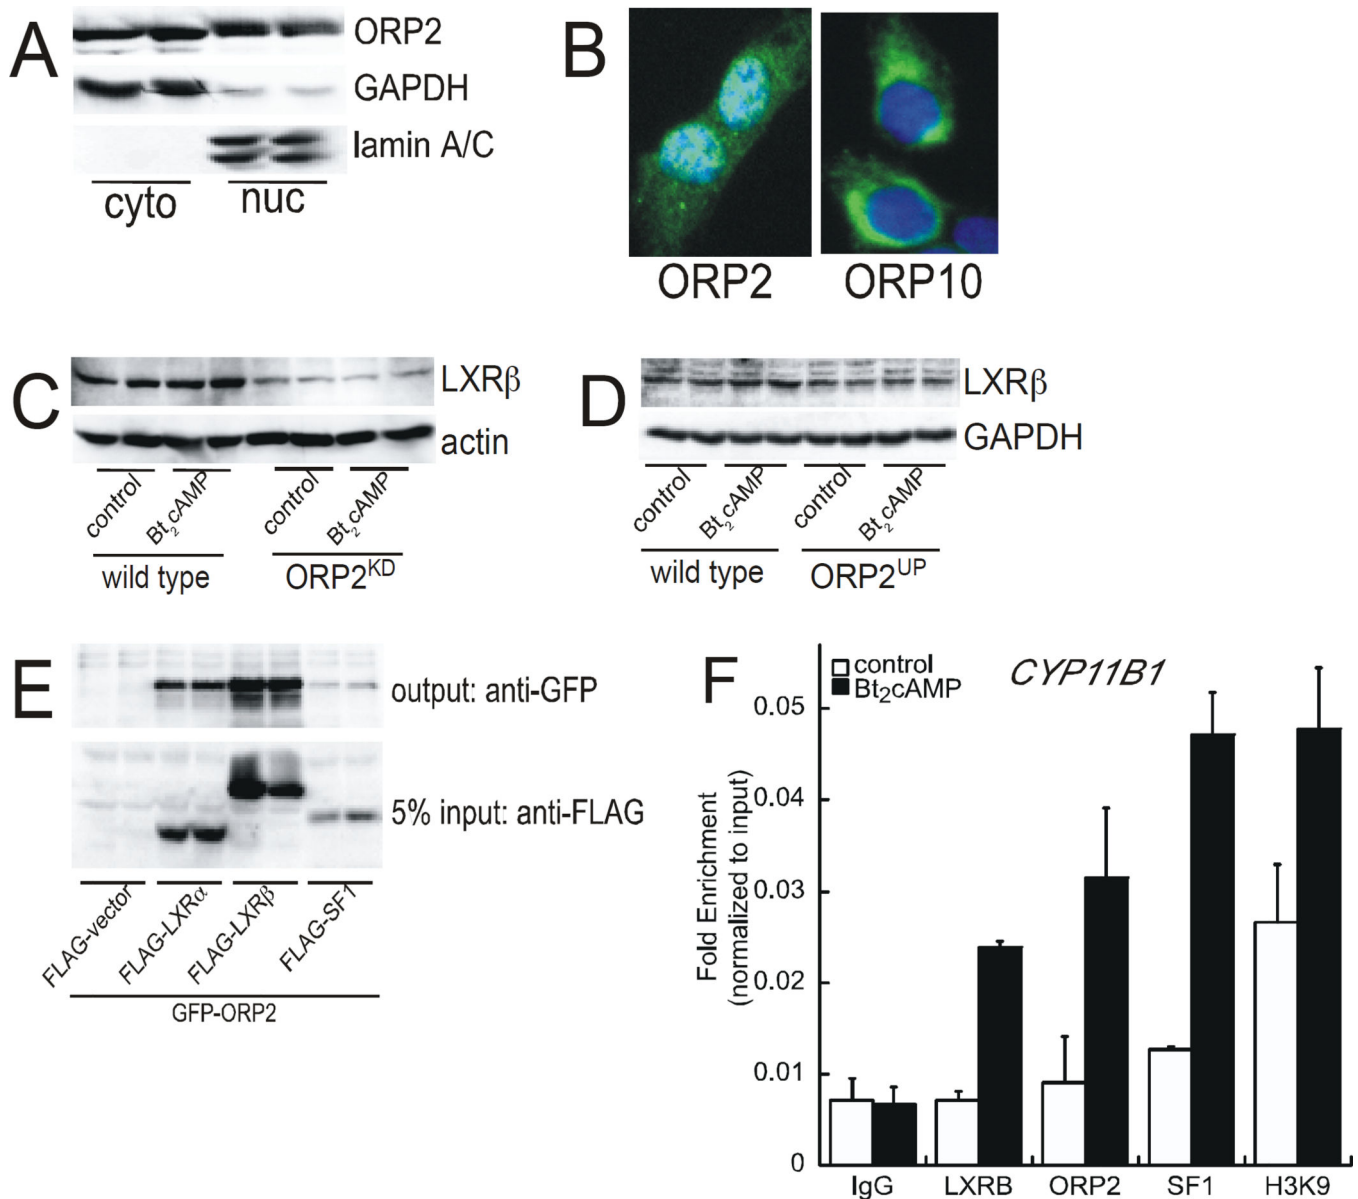 A
ORP2
GAPDH
lamin A/C
cyto nuc
B
ORP2 ORP10
C
LXRβ
actin
control Bt2cAMP control Bt2cAMP
wild type ORP2KD
D
LXRβ
GAPDH
control Bt2cAMP control Bt2cAMP
wild type ORP2UP
E
output: anti-GFP
5% input: anti-FLAG
FLAG-vector FLAG-LXRα FLAG-LXRβ FLAG-SF1
GFP-ORP2
F
control
Bt2cAMP
CYP11B1
Fold Enrichment
(normalized to input)
0.05
0.04
0.03
0.02
0.01
0
IgG LXRB ORP2 SF1 H3K9